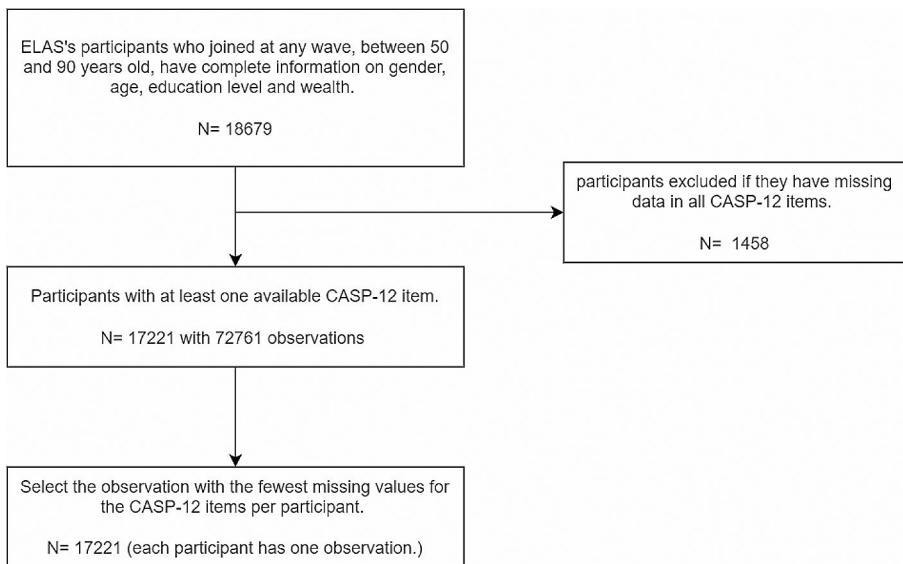 ELAS's participants who joined at any wave, between 50
and 90 years old, have complete information on gender,
age, education level and wealth.
N= 18679
participants excluded if they have missing
data in all CASP-12 items.
N= 1458
Participants with at least one available CASP-12 item.
N= 17221 with 72761 observations
Select the observation with the fewest missing values for
the CASP-12 items per participant.
N= 17221 (each participant has one observation.)